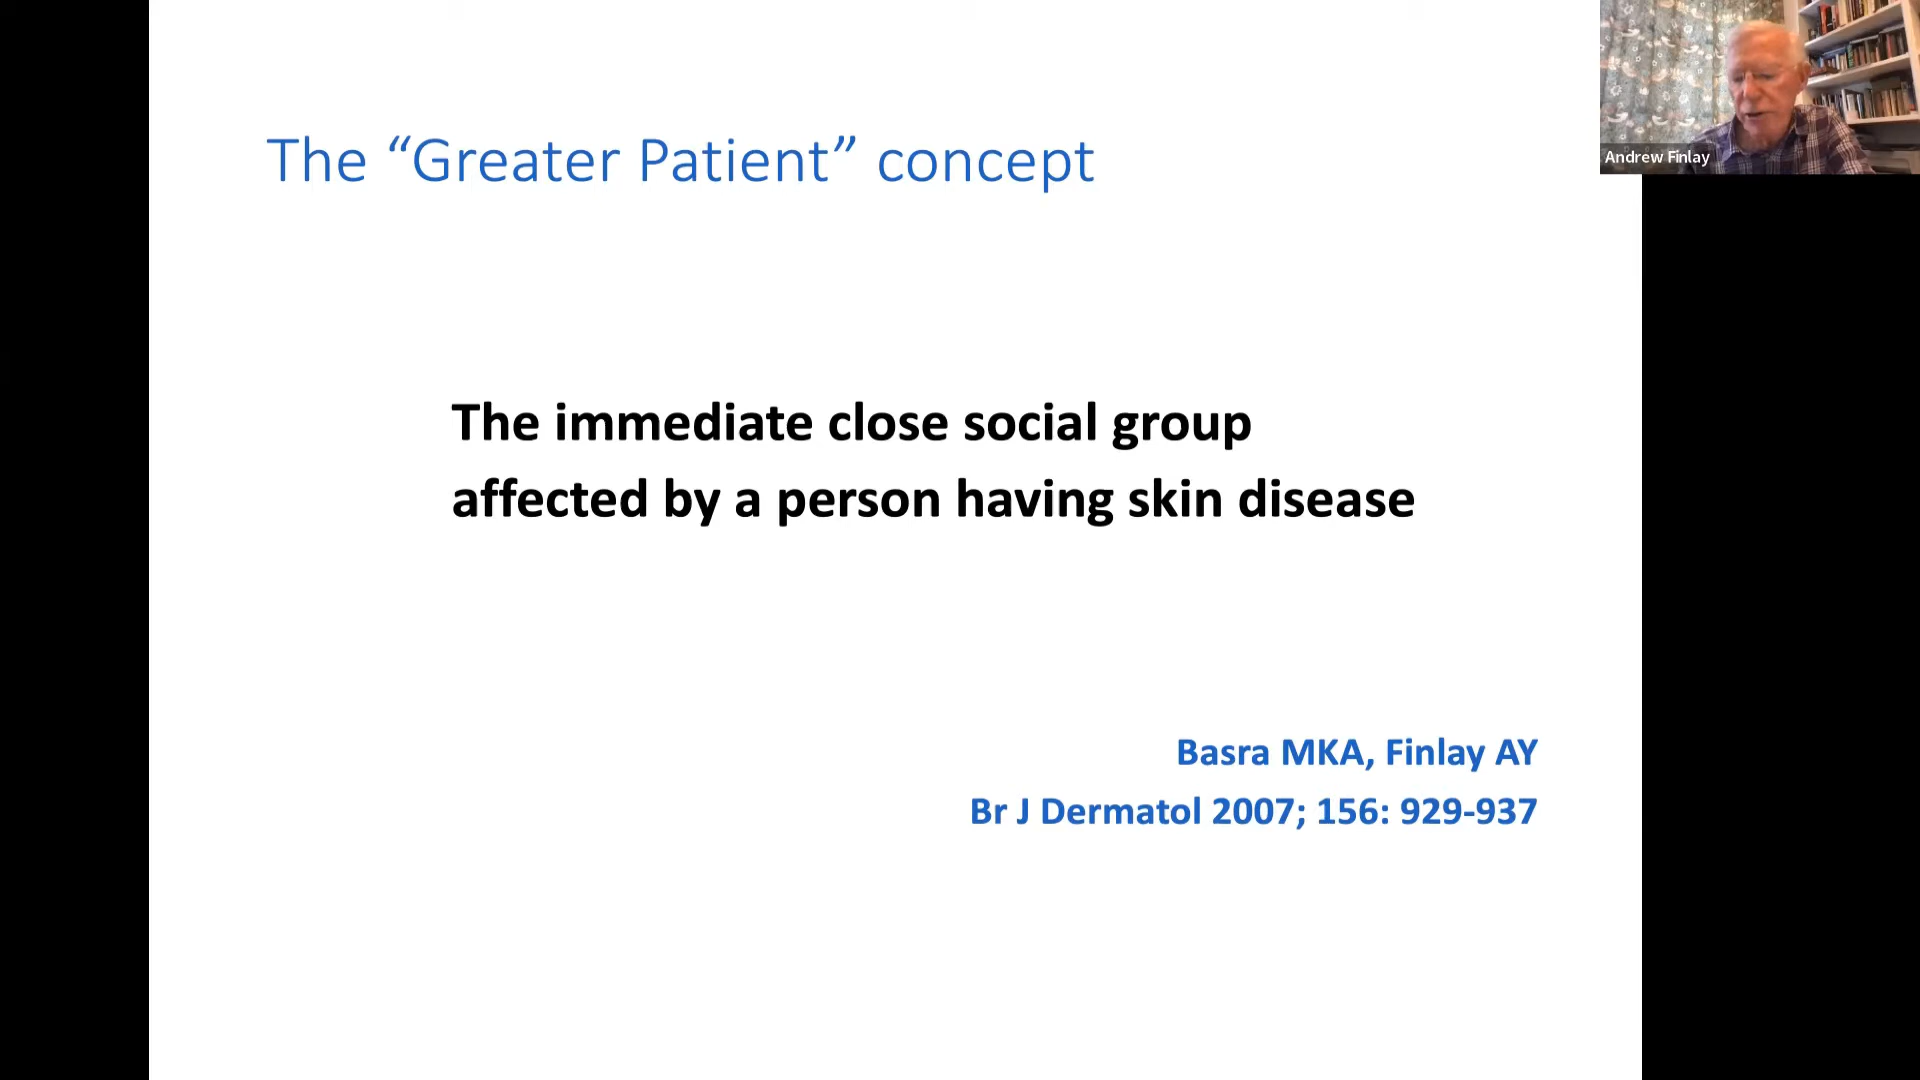 The “Greater Patient” concept
The immediate close social group
affected by a person having skin disease
Basra MKA, Finlay AY
Br J Dermatol 2007; 156: 929-937
Andrew Finlay